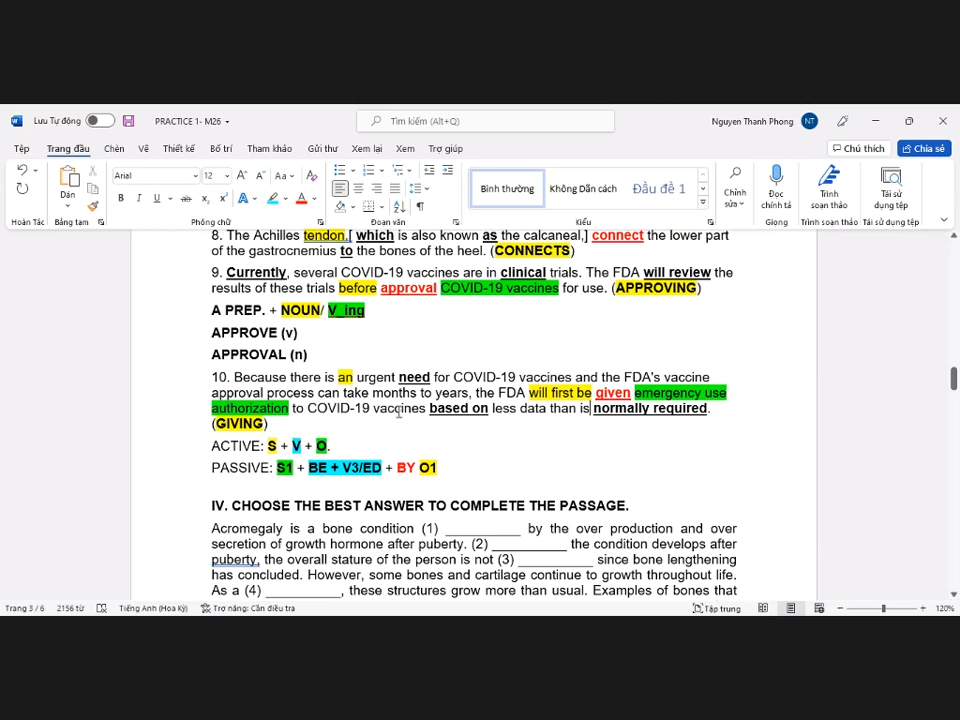 Lưu Tự động
PRACTICE 1- M26
Tìm kiếm (Alt+Q)
Nguyen Thanh Phong
NT
Tệp Trang đầu Chèn Vẽ Thiết kế Bố trí Tham khảo Gửi thư Xem lại Xem Trợ giúp
Chú thích
Chia sẻ
Dán
Arial 12
Bình thường
Không Dãn cách
Đầu đề 1
Chỉnh sửa
Đọc chính tả
Trình soạn thảo
Tái sử dụng tệp
Hoàn Tác Bảng tạm Phông chữ Đoạn văn Kiểu Giọng Trình soạn thảo Tái sử dụng tệp
8. The Achilles tendon,[ which is also known as the calcaneal,] connect the lower part
of the gastrocnemius to the bones of the heel. (CONNECTS)
9. Currently, several COVID-19 vaccines are in clinical trials. The FDA will review the
results of these trials before approval COVID-19 vaccines for use. (APPROVING)
A PREP. + NOUN/ V_ing
APPROVE (v)
APPROVAL (n)
10. Because there is an urgent need for COVID-19 vaccines and the FDA's vaccine
approval process can take months to years, the FDA will first be given emergency use
authorization to COVID-19 vaccines based on less data than is normally required.
(GIVING)
ACTIVE: S + V + O.
PASSIVE: S1 + BE + V3/ED + BY O1
IV. CHOOSE THE BEST ANSWER TO COMPLETE THE PASSAGE.
Acromegaly is a bone condition (1) __________ by the over production and over
secretion of growth hormone after puberty. (2) __________ the condition develops after
puberty, the overall stature of the person is not (3) __________ since bone lengthening
has concluded. However, some bones and cartilage continue to growth throughout life.
As a (4) __________, these structures grow more than usual. Examples of bones that
Trang 3 / 6 2156 từ Tiếng Anh (Hoa Kỳ) Trợ năng: Cần điều tra Tập trung 120%